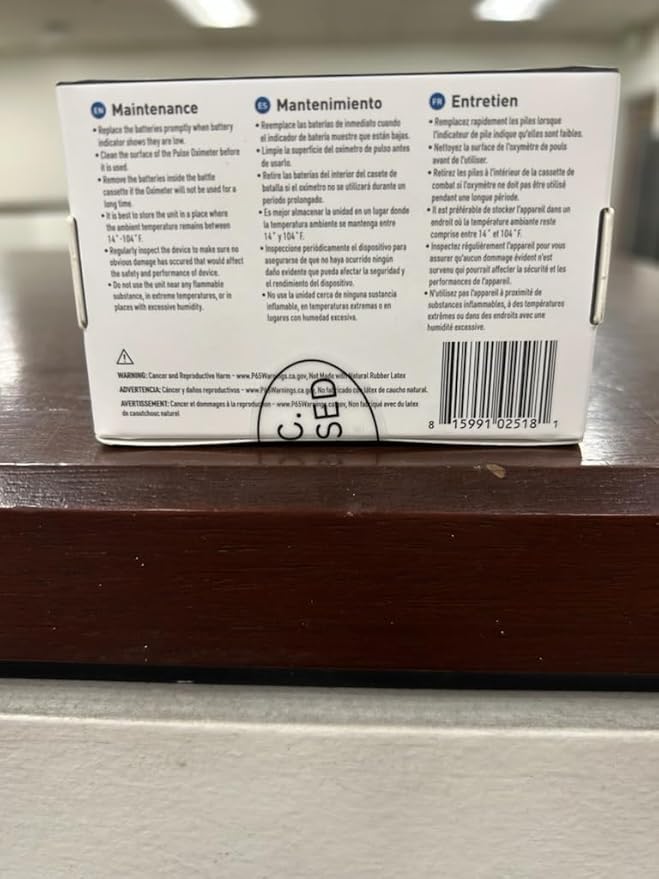 EN Maintenance
• Replace the batteries promptly when battery
indicator shows they are low.
• Clean the surface of the Pulse Oximeter before
it is used.
• Remove the batteries inside the battle
cassette if the Oximeter will not be used for a
long time.
• It is best to store the unit in a place where
the ambient temperature remains between
14˚-104˚F.
• Regularly inspect the device to make sure no
obvious damage has occured that would affect
the safety and performance of device.
• Do not use the unit near any flammable
substance, in extreme temperatures, or in
places with excessive humidity.
ES Mantenimiento
• Reemplace las baterías de inmediato cuando
el indicador de batería muestre que están bajas.
• Limpie la superficie del oxímetro de pulso antes
de usarlo.
• Retire las baterías del interior del casete de
batalla si el oxímetro no se utilizará durante un
período prolongado.
• Es mejor almacenar la unidad en un lugar donde
la temperatura ambiente se mantenga entre
14˚ y 104˚F.
• Inspeccione periódicamente el dispositivo para
asegurarse de que no haya ocurrido ningún
daño evidente que pueda afectar la seguridad y
el rendimiento del dispositivo.
• No use la unidad cerca de ninguna sustancia
inflamable, en temperaturas extremas o en
lugares con humedad excesiva.
FR Entretien
• Remplacez rapidement les piles lorsque
l'indicateur de pile indique qu'elles sont faibles.
• Nettoyez la surface de l'oxymètre de pouls
avant de l'utiliser.
• Retirez les piles à l'intérieur de la cassette de
combat si l'oxymètre ne doit pas être utilisé
pendant une longue période.
• Il est préférable de stocker l'appareil dans un
endroit où la température ambiante reste
comprise entre 14˚ et 104˚F.
• Inspectez régulièrement l'appareil pour vous
assurer qu'aucun dommage évident n'est
survenu qui pourrait affecter la sécurité et les
performances de l'appareil.
• N'utilisez pas l'appareil à proximité de
substances inflammables, à des températures
extrêmes ou dans des endroits avec une
humidité excessive.
WARNING: Cancer and Reproductive Harm - www.P65Warnings.ca.gov, Not Made with Natural Rubber Latex
ADVERTENCIA: Cáncer y daños reproductivos - www.P65Warnings.ca.gov, No fabricado con látex de caucho natural.
AVERTISSEMENT: Cancer et dommages à la reproduction - www.P65Warnings.ca.gov, Non fabriqué avec du latex
de caoutchouc naturel.
C.
SED
8 15991 02518 1